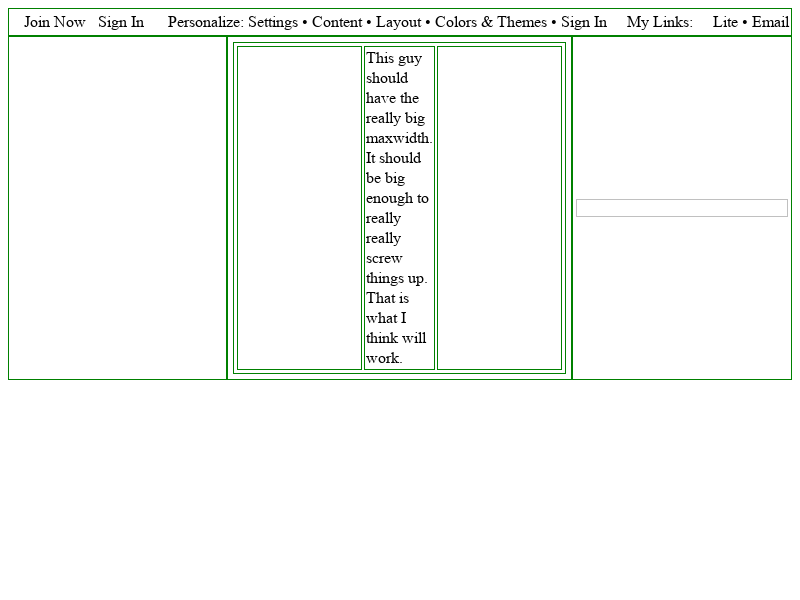 Join Now Sign In Personalize: Settings • Content • Layout • Colors & Themes • Sign In My Links: Lite • Email
This guy
should
have the
really big
maxwidth.
It should
be big
enough to
really
really
screw
things up.
That is
what I
think will
work.